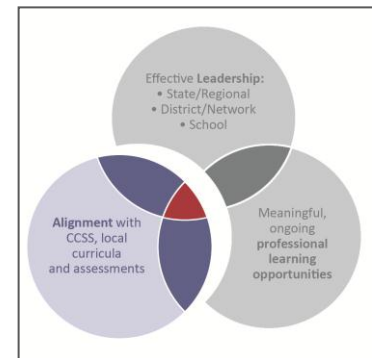 Effective Leadership:
• State/Regional
• District/Network
• School
Alignment with
CCSS, local
curricula
and assessments
Meaningful,
ongoing
professional
learning
opportunities